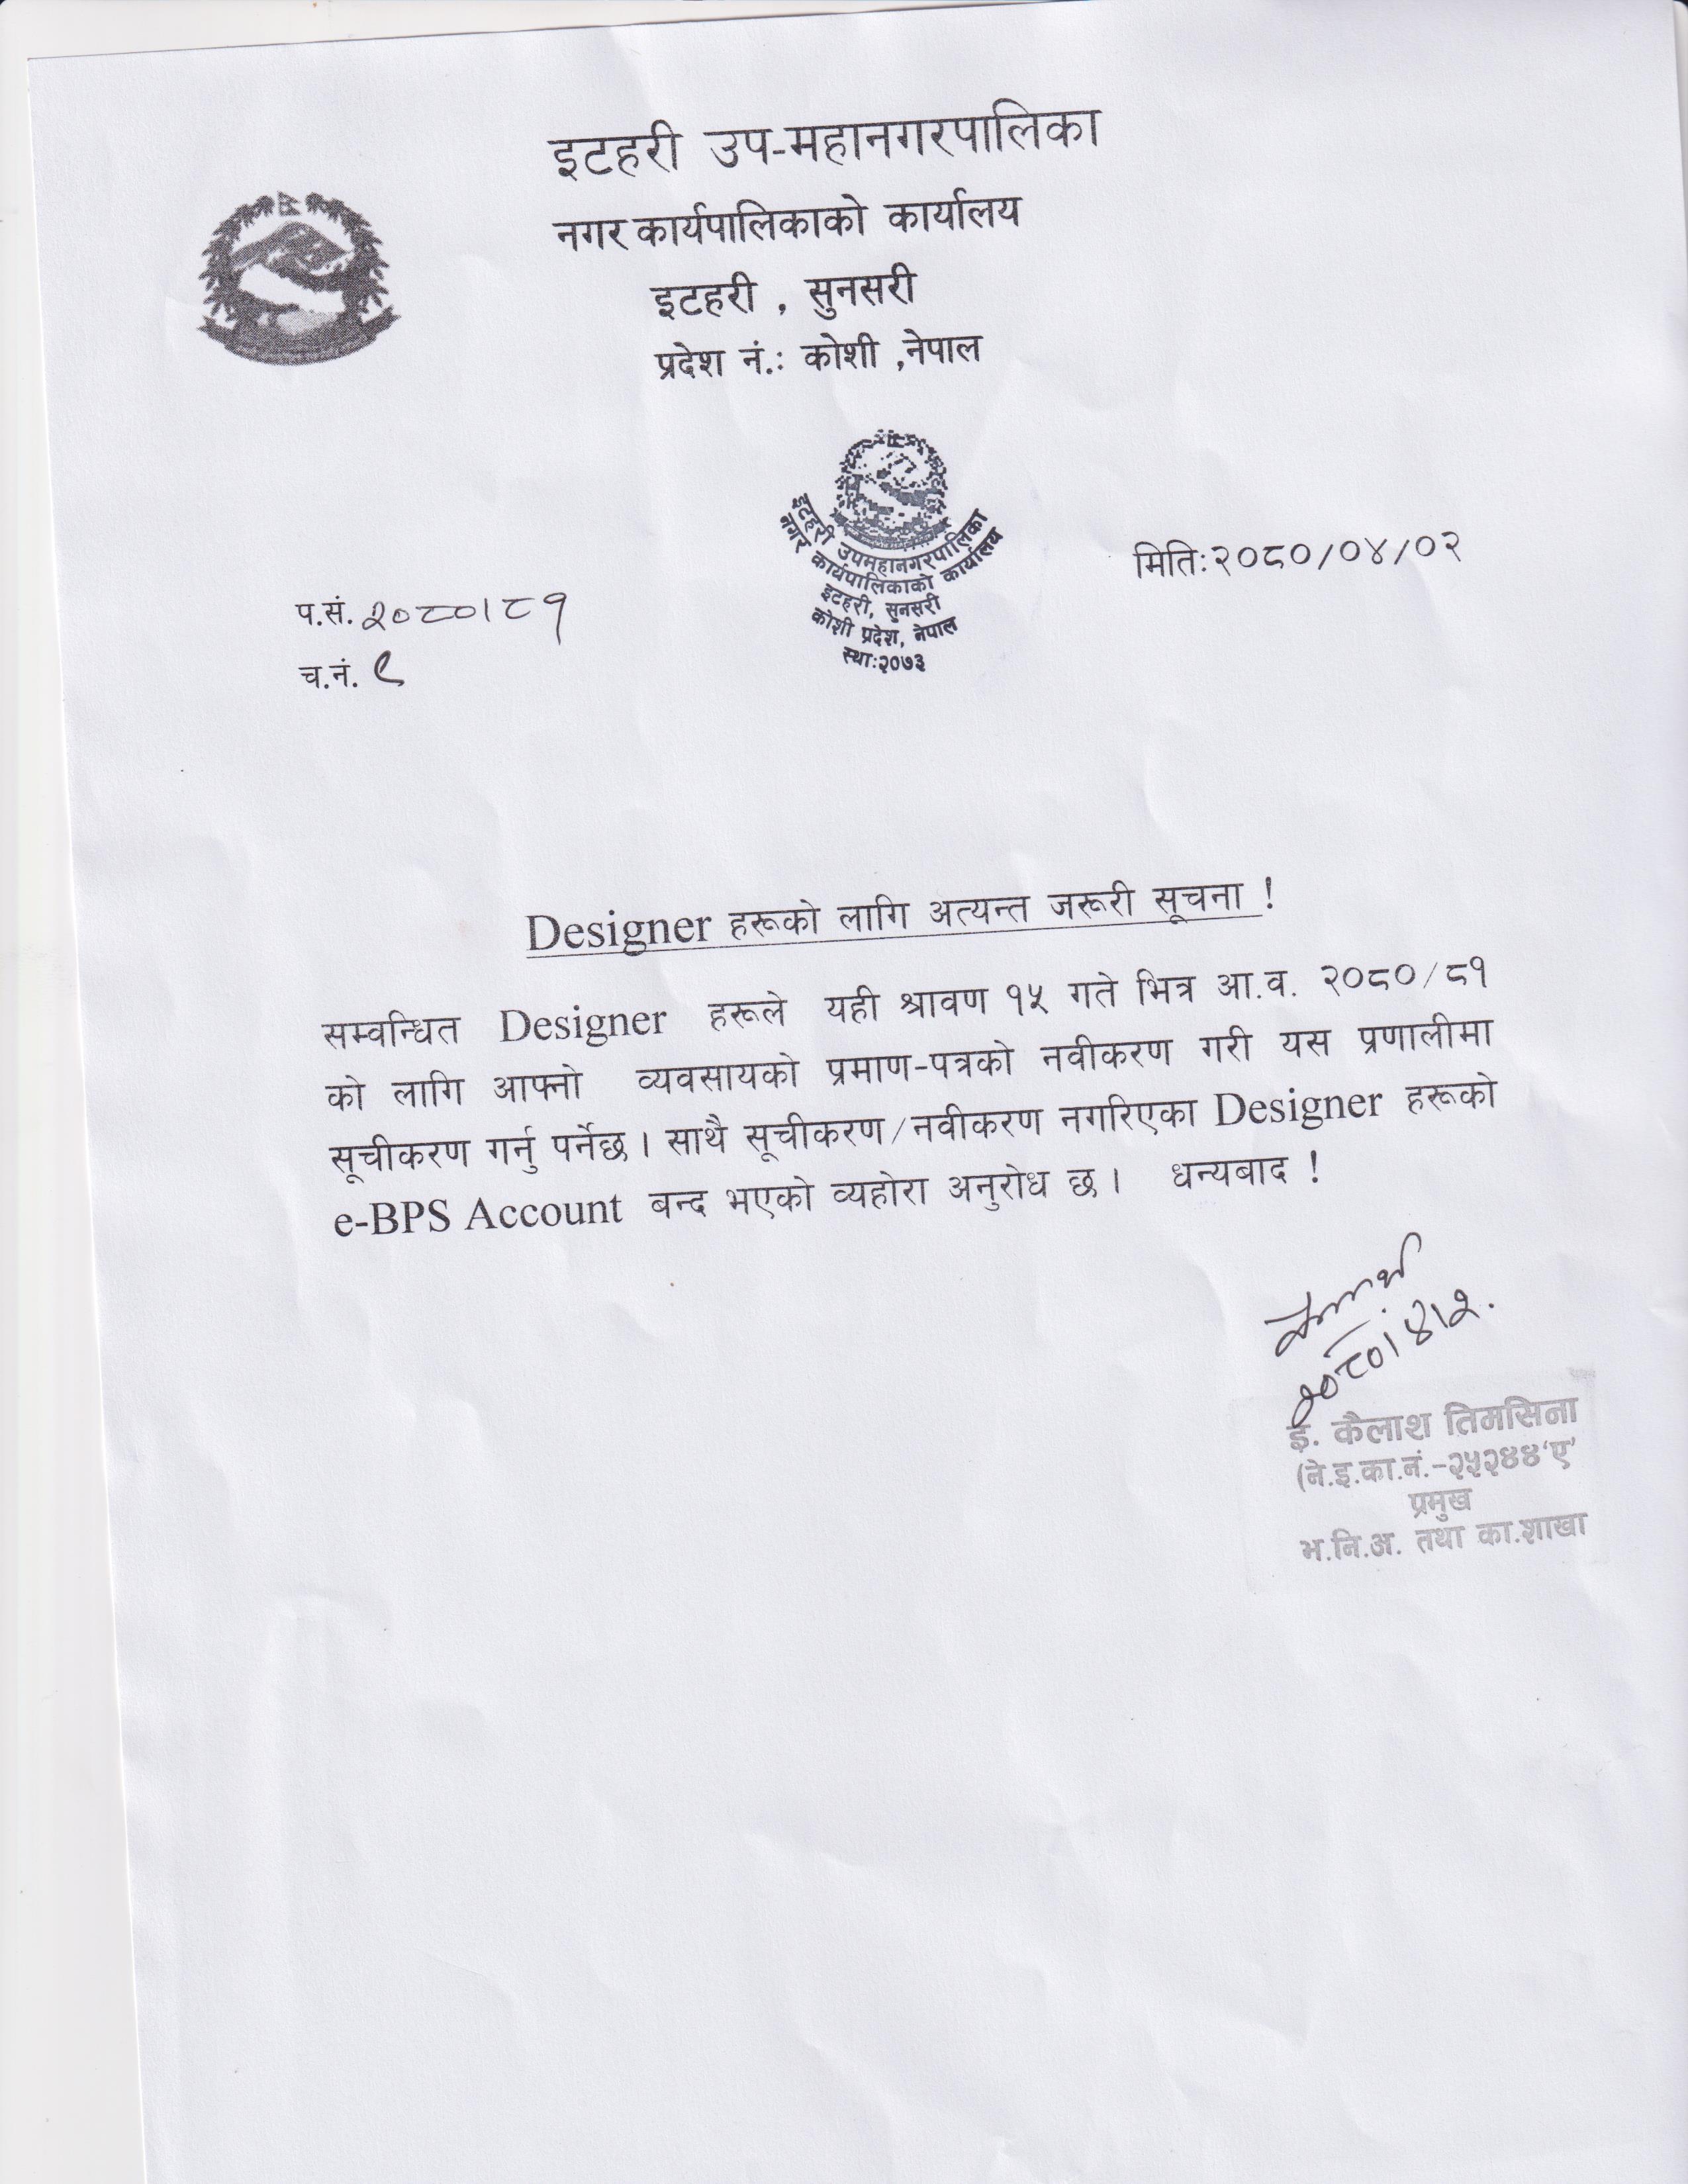 इटहरी उप-महानगरपालिका
नगर कार्यपालिकाको कार्यालय
इटहरी , सुनसरी
प्रदेश नं.: कोशी ,नेपाल
इटहरी उपमहानगरपालिका
नगर कार्यपालिकाको कार्यालय
इटहरी, सुनसरी
कोशी प्रदेश, नेपाल
स्था:२०७३
मिति:२०८०/०४/०२
प.सं. २०८०।८१
च.नं. ९
Designer हरूको लागि अत्यन्त जरूरी सूचना !
सम्वन्धित Designer हरूले यही श्रावण १५ गते भित्र आ.व. २०८०/८१
को लागि आफ्नो व्यवसायको प्रमाण-पत्रको नवीकरण गरी यस प्रणालीमा
सूचीकरण गर्नु पर्नेछ । साथै सूचीकरण/नवीकरण नगरिएका Designer हरूको
e-BPS Account बन्द भएको व्यहोरा अनुरोध छ । धन्यबाद !
२०८०।४।२.
इ. कैलाश तिमसिना
(ने.इ.का.नं.-२५२४४'ए'
प्रमुख
भ.नि.अ. तथा का.शाखा